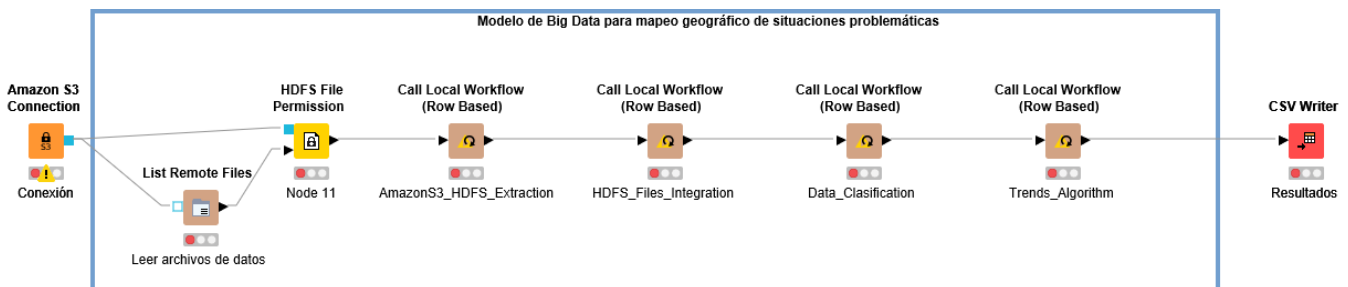 Modelo de Big Data para mapeo geográfico de situaciones problemáticas
Amazon S3
Connection
S3
Conexión
List Remote Files
Leer archivos de datos
HDFS File
Permission
Node 11
Call Local Workflow
(Row Based)
AmazonS3_HDFS_Extraction
Call Local Workflow
(Row Based)
HDFS_Files_Integration
Call Local Workflow
(Row Based)
Data_Clasification
Call Local Workflow
(Row Based)
Trends_Algorithm
CSV Writer
Resultados